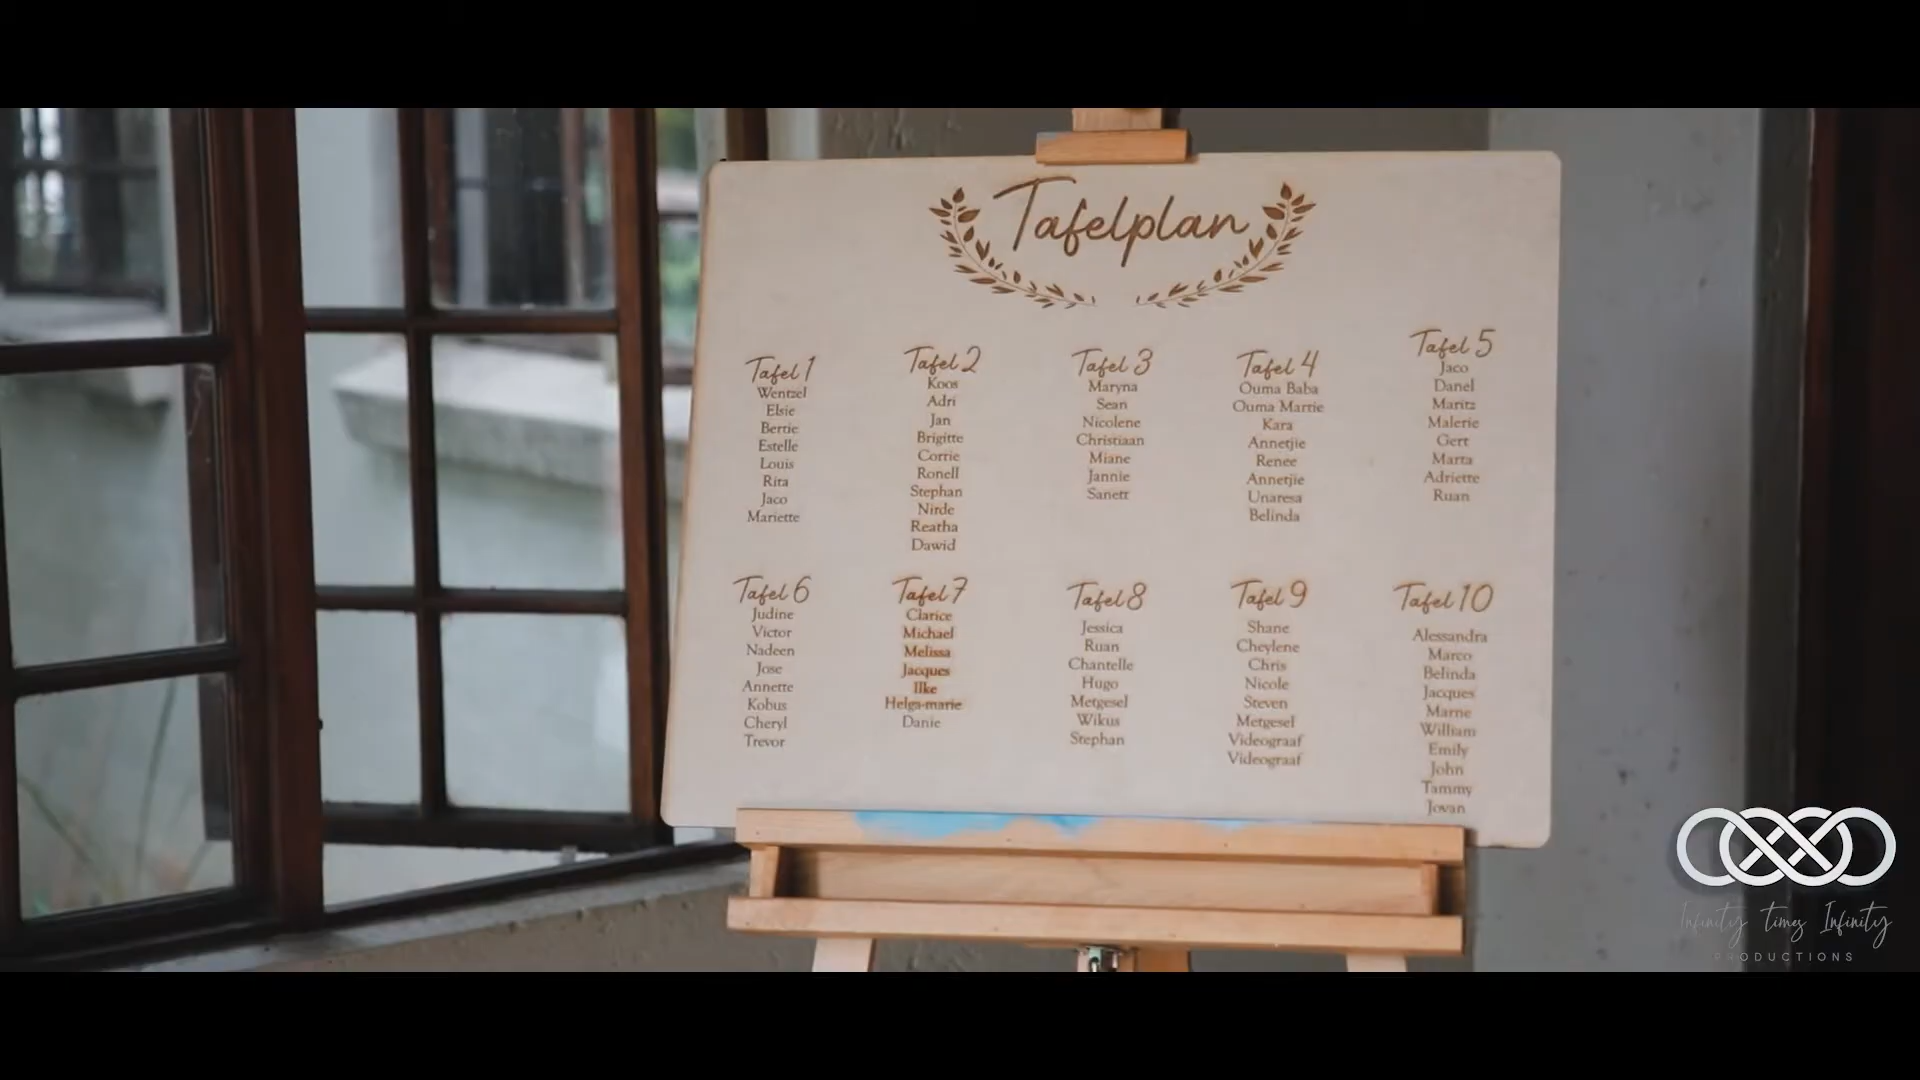 Tafelplan
Tafel 1
Wentzel
Elsie
Bertie
Estelle
Louis
Rita
Jaco
Mariette
Tafel 2
Koos
Adri
Jan
Brigitte
Corrie
Ronell
Stephan
Nirde
Reatha
Dawid
Tafel 3
Maryna
Sean
Nicolene
Christiaan
Miane
Jannie
Sanett
Tafel 4
Ouma Baba
Ouma Martie
Kara
Annetjie
Renee
Annetjie
Unaresa
Belinda
Tafel 5
Jaco
Danel
Maritz
Malerie
Gert
Marta
Adriette
Ruan
Tafel 6
Judine
Victor
Nadeen
Jose
Annette
Kobus
Cheryl
Trevor
Tafel 7
Clarice
Michael
Melissa
Jacques
Ilke
Helga-marie
Danie
Tafel 8
Jessica
Ruan
Chantelle
Hugo
Metgesel
Wikus
Stephan
Tafel 9
Shane
Cheylene
Chris
Nicole
Steven
Metgesel
Videograaf
Videograaf
Tafel 10
Alessandra
Marco
Belinda
Jacques
Marne
William
Emily
John
Tammy
Jovan
Infinity times Infinity
PRODUCTIONS